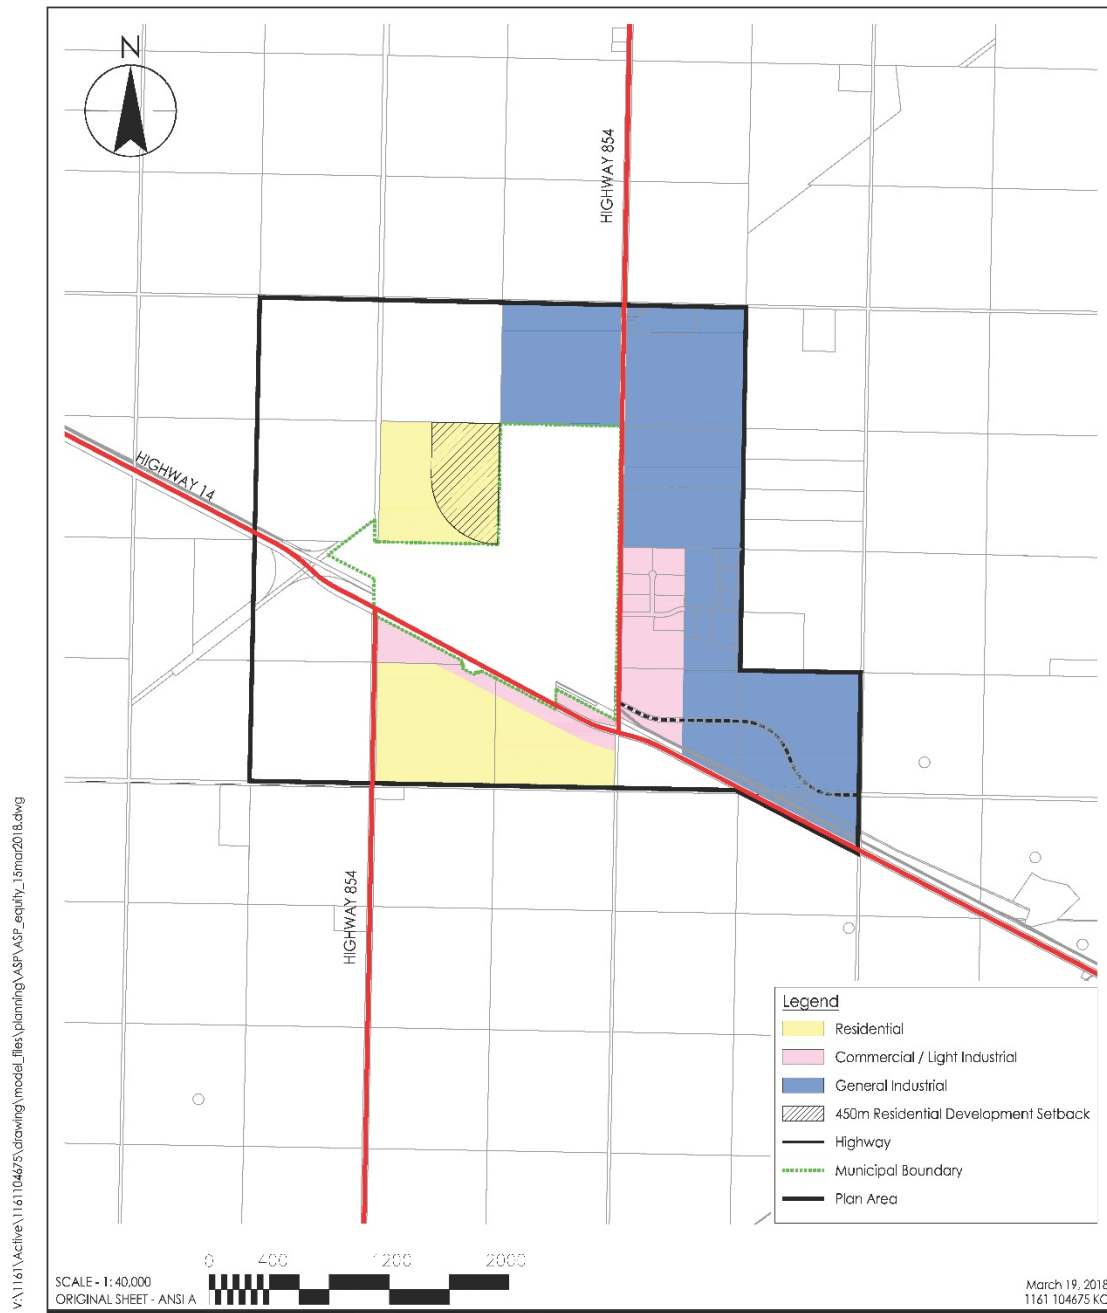 N
HIGHWAY 854
HIGHWAY 14
HIGHWAY 854
Legend
Residential
Commercial / Light Industrial
General Industrial
450m Residential Development Setback
Highway
Municipal Boundary
Plan Area
V:\1161\Active\1161104675\drawing\model_files\planning\ASP\ASP_equity_15mar2018.dwg
0 400 1200 2000
SCALE - 1: 40,000
ORIGINAL SHEET - ANSI A
March 19, 2018
1161 104675 KC